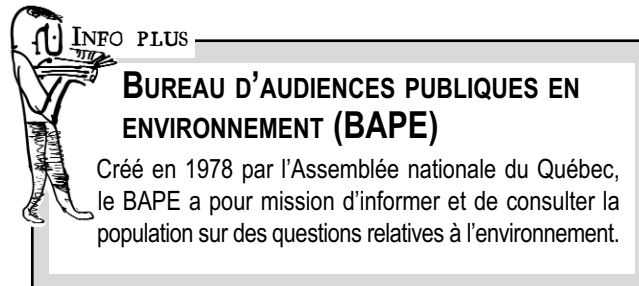 INFO PLUS
BUREAU D’AUDIENCES PUBLIQUES EN
ENVIRONNEMENT (BAPE)
Créé en 1978 par l’Assemblée nationale du Québec,
le BAPE a pour mission d’informer et de consulter la
population sur des questions relatives à l’environnement.